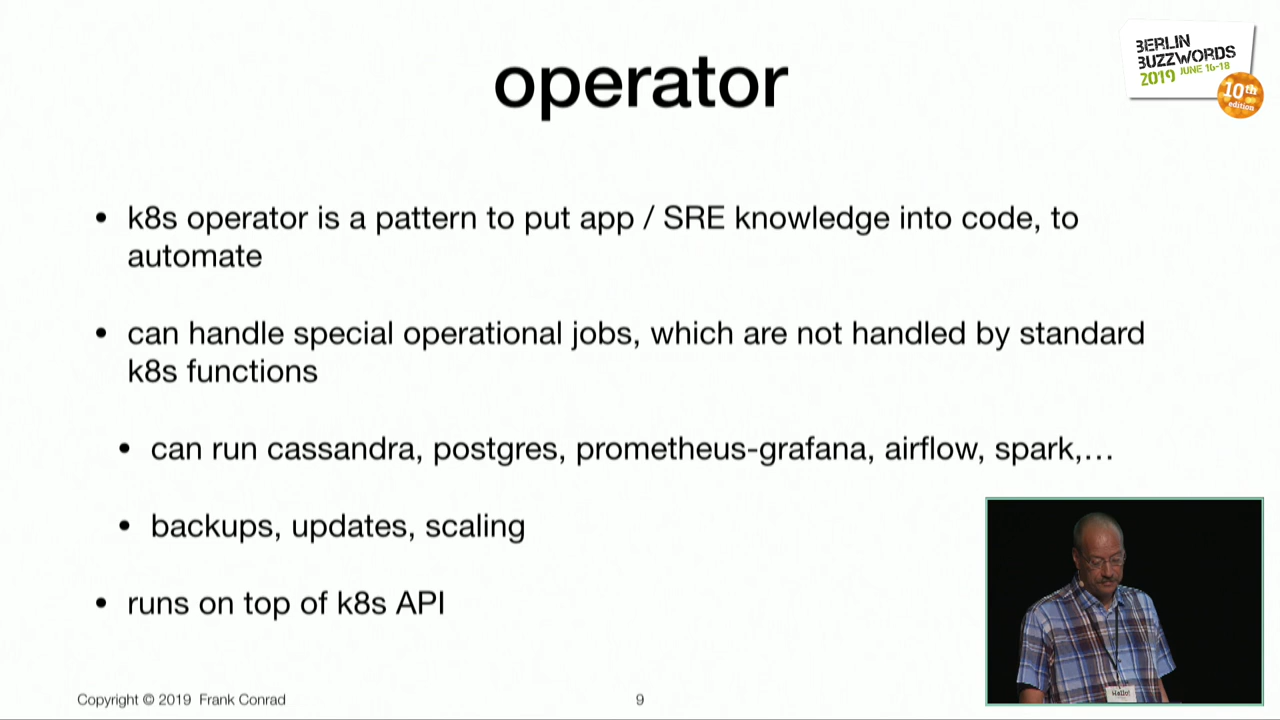 BERLIN
BUZZWORDS
2019 JUNE 16-18
10th
edition
operator
• k8s operator is a pattern to put app / SRE knowledge into code, to
automate
• can handle special operational jobs, which are not handled by standard
k8s functions
• can run cassandra, postgres, prometheus-grafana, airflow, spark,…
• backups, updates, scaling
• runs on top of k8s API
Hello!
Copyright © 2019 Frank Conrad
9